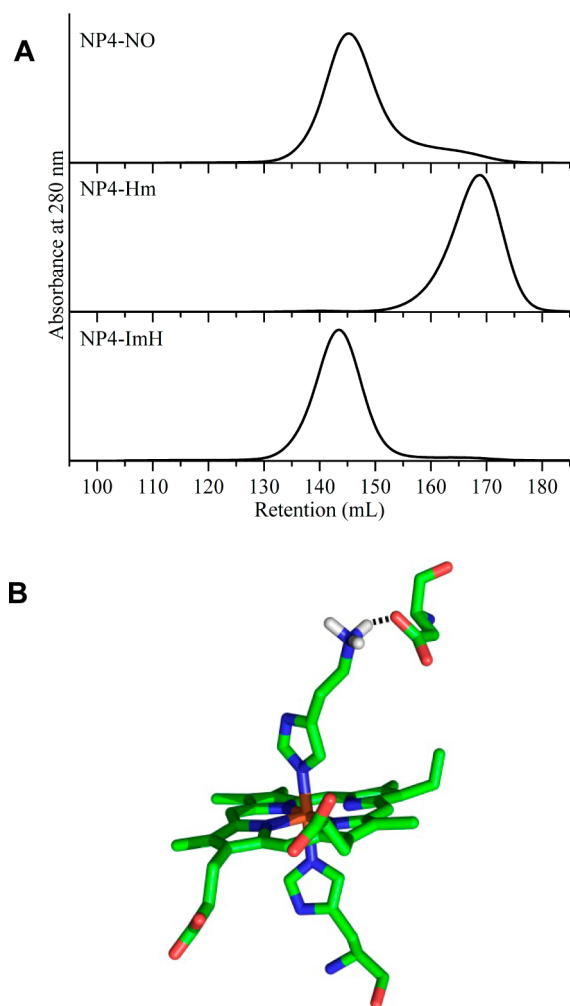 A
NP4-NO
NP4-Hm
NP4-ImH
Absorbance at 280 nm
100 110 120 130 140 150 160 170 180
Retention (mL)
B